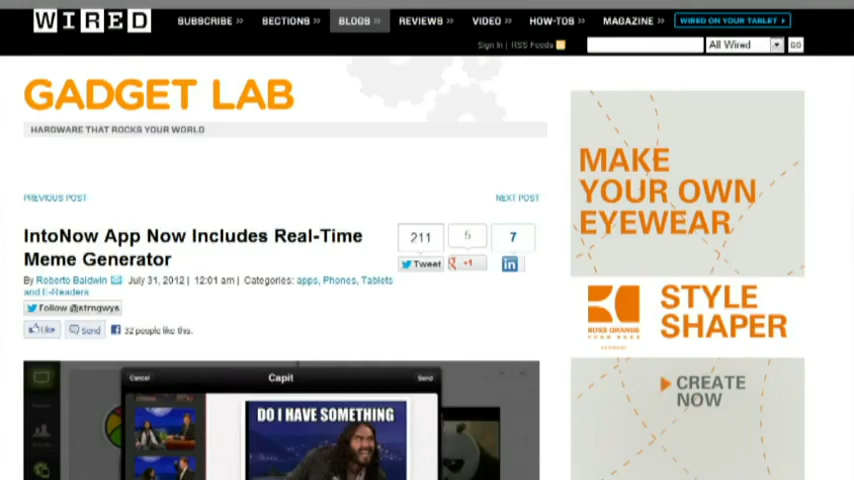 WIRED
SUBSCRIBE >> SECTIONS >> BLOGS >> REVIEWS >> VIDEO >> HOW-TOS >> MAGAZINE >> WIRED ON YOUR TABLET
Sign In | RSS Feeds All Wired GO
GADGET LAB
HARDWARE THAT ROCKS YOUR WORLD
MAKE
YOUR OWN
EYEWEAR
PREVIOUS POST NEXT POST
IntoNow App Now Includes Real-Time
Meme Generator
211 5 7
Tweet +1 in
By Roberto Baldwin July 31, 2012 | 12:01 am | Categories: apps, Phones, Tablets
and E-Readers
Follow @strngwys
Like Send 32 people like this.
BOSS ORANGE
HUGO BOSS
STYLE
SHAPER
Cancel Capit Send
DO I HAVE SOMETHING
CREATE
NOW